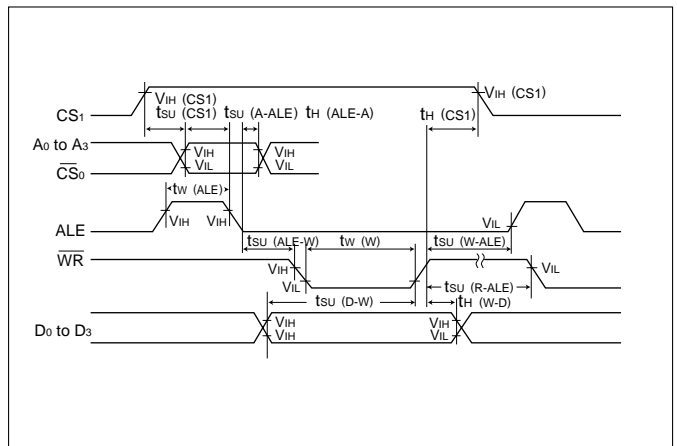 VIH (CS1)
VIH (CS1)
CS1
tSU (CS1)
tSU (A-ALE)
tH (ALE-A)
tH (CS1)
A0 to A3
VIH
VIH
CS0
VIL
VIL
tW (ALE)
ALE
VIH
VIH
VIL
tSU (ALE-W)
tW (W)
tSU (W-ALE)
WR
VIH
VIL
VIL
tSU (R-ALE)
tSU (D-W)
tH (W-D)
D0 to D3
VIH
VIH
VIL
VIL